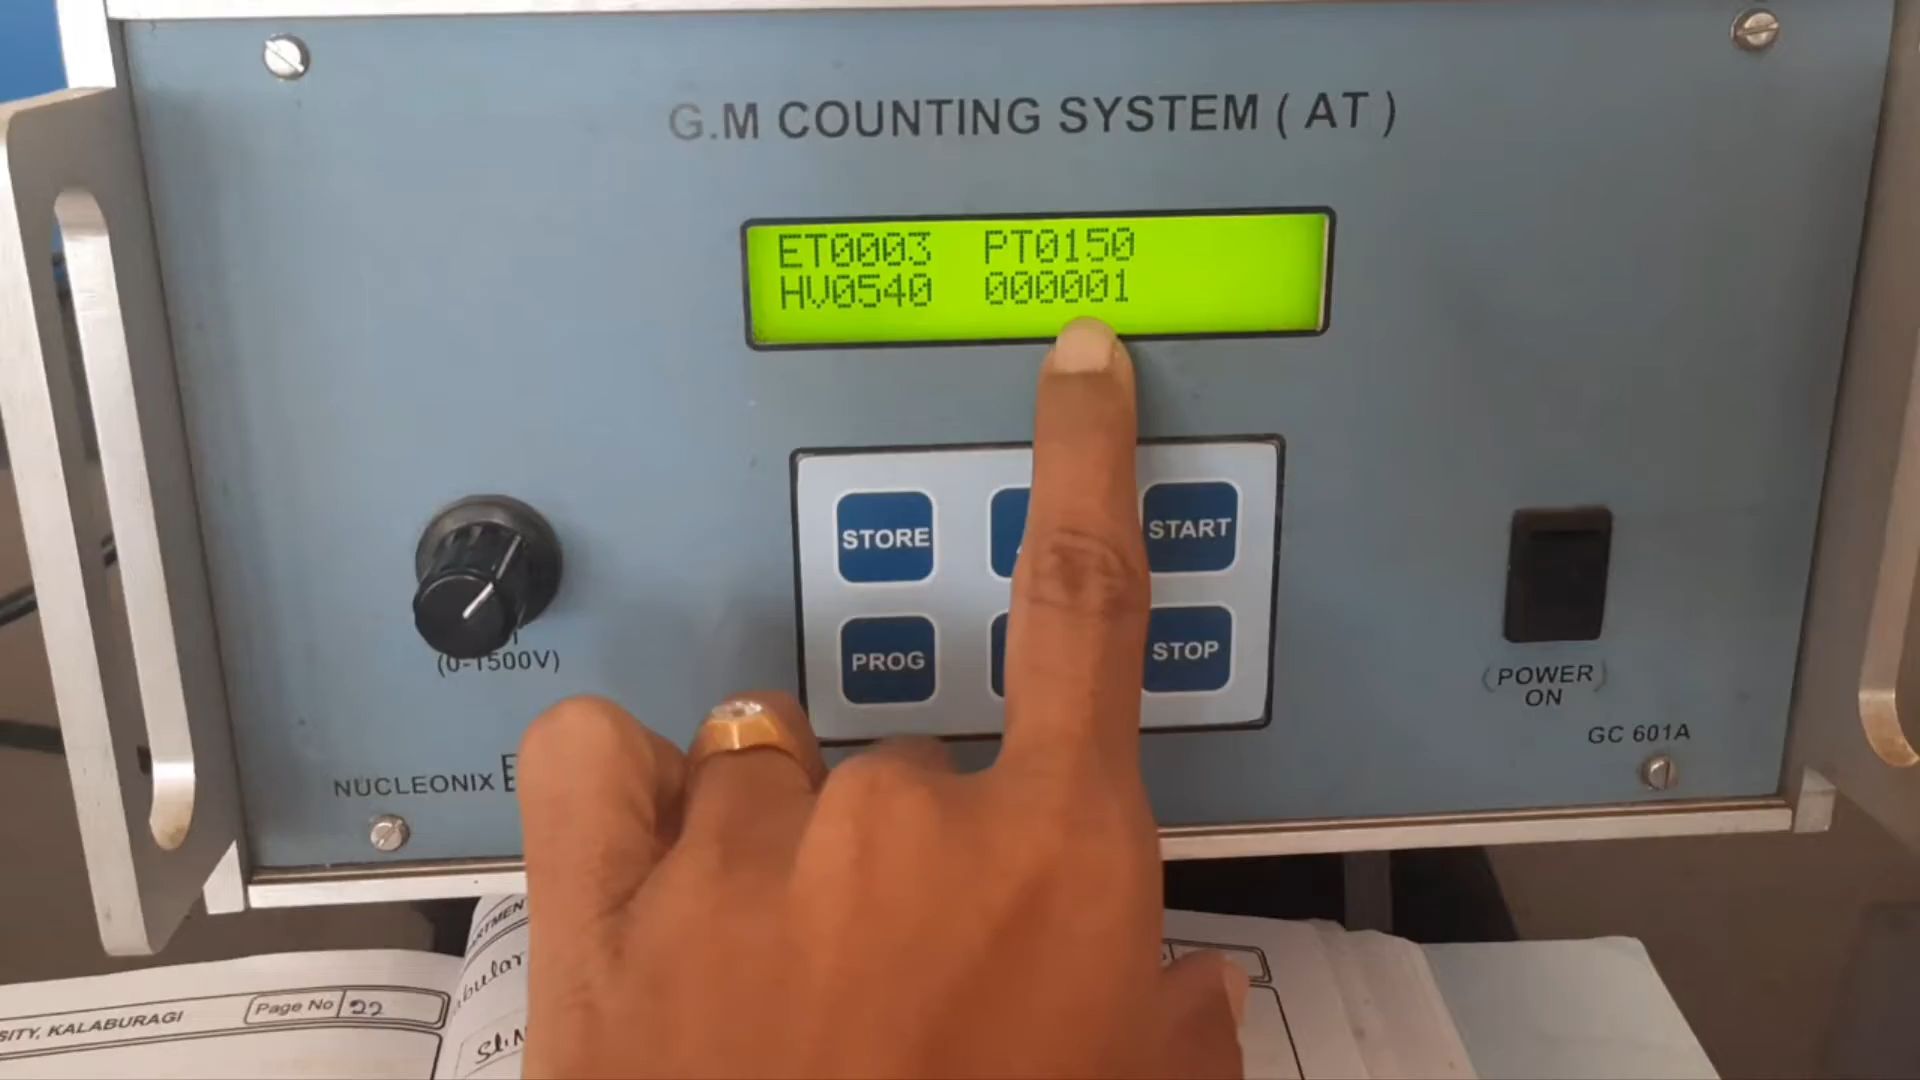 G.M COUNTING SYSTEM ( AT )
ET0003 PT0150
HV0540 000001
STORE
START
PROG
STOP
(0-1500V)
(POWER
ON
GC 601A
NUCLEONIX
SITY, KALABURAGI
Page No 22